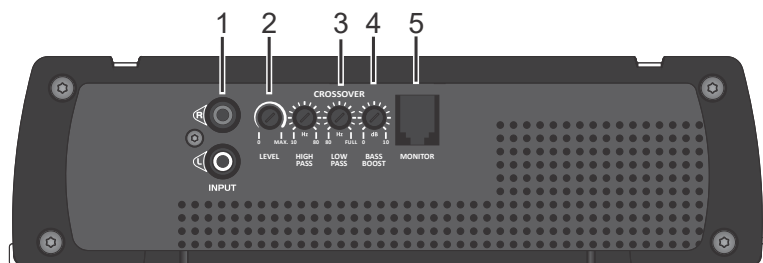 1 2 3 4 5
CROSSOVER
R
Hz Hz dB
0 MAX. 10 80 80 FULL 0 10
LEVEL HIGH PASS LOW PASS BASS BOOST MONITOR
L
INPUT